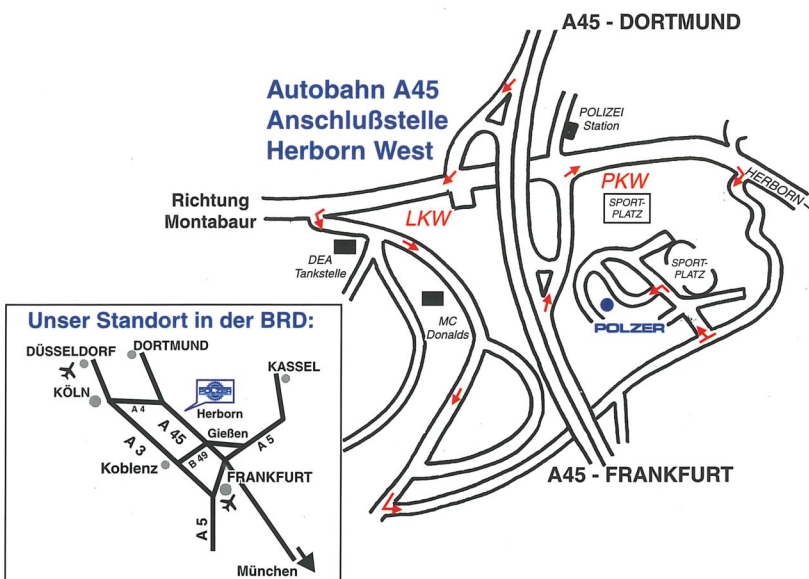 A45 - DORTMUND
Autobahn A45
Anschlußstelle
Herborn West
POLIZEI
Station
PKW
HERBORN
SPORT-
PLATZ
Richtung
Montabaur
LKW
DEA
Tankstelle
SPORT-
PLATZ
MC
Donalds
POLZER
A45 - FRANKFURT
Unser Standort in der BRD:
DÜSSELDORF
DORTMUND
KASSEL
KÖLN
POLZER
A 4
Herborn
A 45
Gießen
A 5
A 3
B 49
Koblenz
FRANKFURT
A 5
München